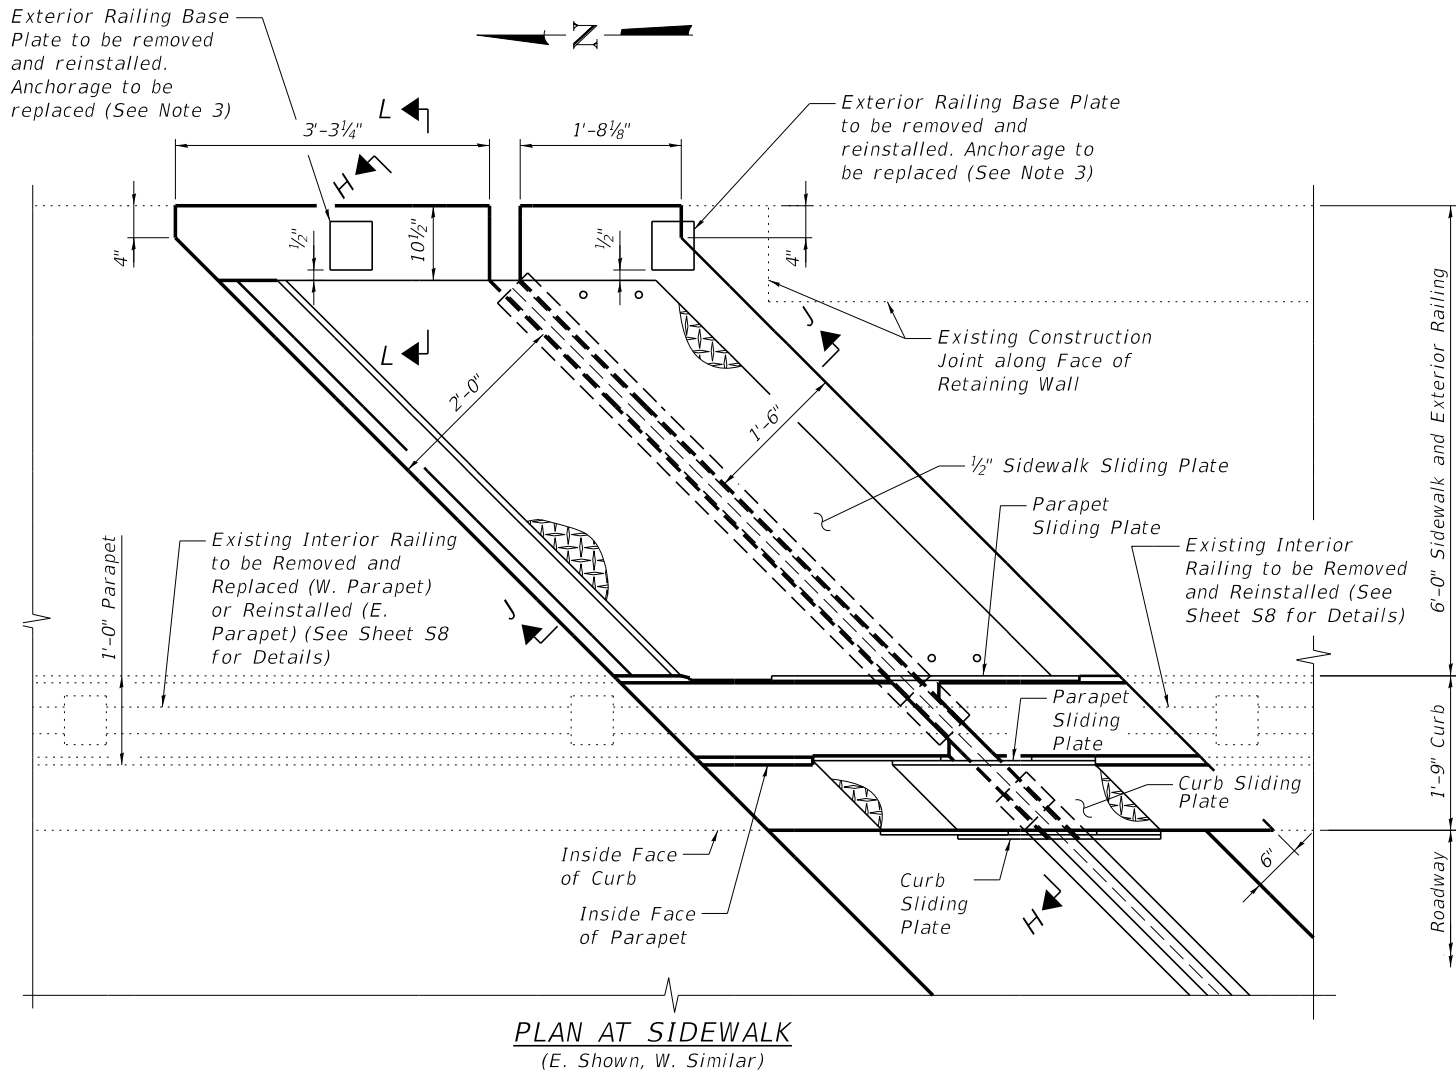 Exterior Railing Base
Plate to be removed
and reinstalled.
Anchorage to be
replaced (See Note 3)
N
L
3'-3¼"
1'-8⅛"
H
Exterior Railing Base Plate
to be removed and
reinstalled. Anchorage to
be replaced (See Note 3)
4"
½"
10½"
½"
4"
L
J
Existing Construction
Joint along Face of
Retaining Wall
2'-0"
1'-6"
6'-0" Sidewalk and Exterior Railing
½" Sidewalk Sliding Plate
Parapet
Sliding Plate
1'-0" Parapet
Existing Interior Railing
to be Removed and
Replaced (W. Parapet)
or Reinstalled (E.
Parapet) (See Sheet S8
for Details)
J
Existing Interior
Railing to be Removed
and Reinstalled (See
Sheet S8 for Details)
Parapet
Sliding
Plate
1'-9" Curb
Curb Sliding
Plate
Inside Face
of Curb
Inside Face
of Parapet
Curb
Sliding
Plate
H
6"
Roadway
PLAN AT SIDEWALK
(E. Shown, W. Similar)